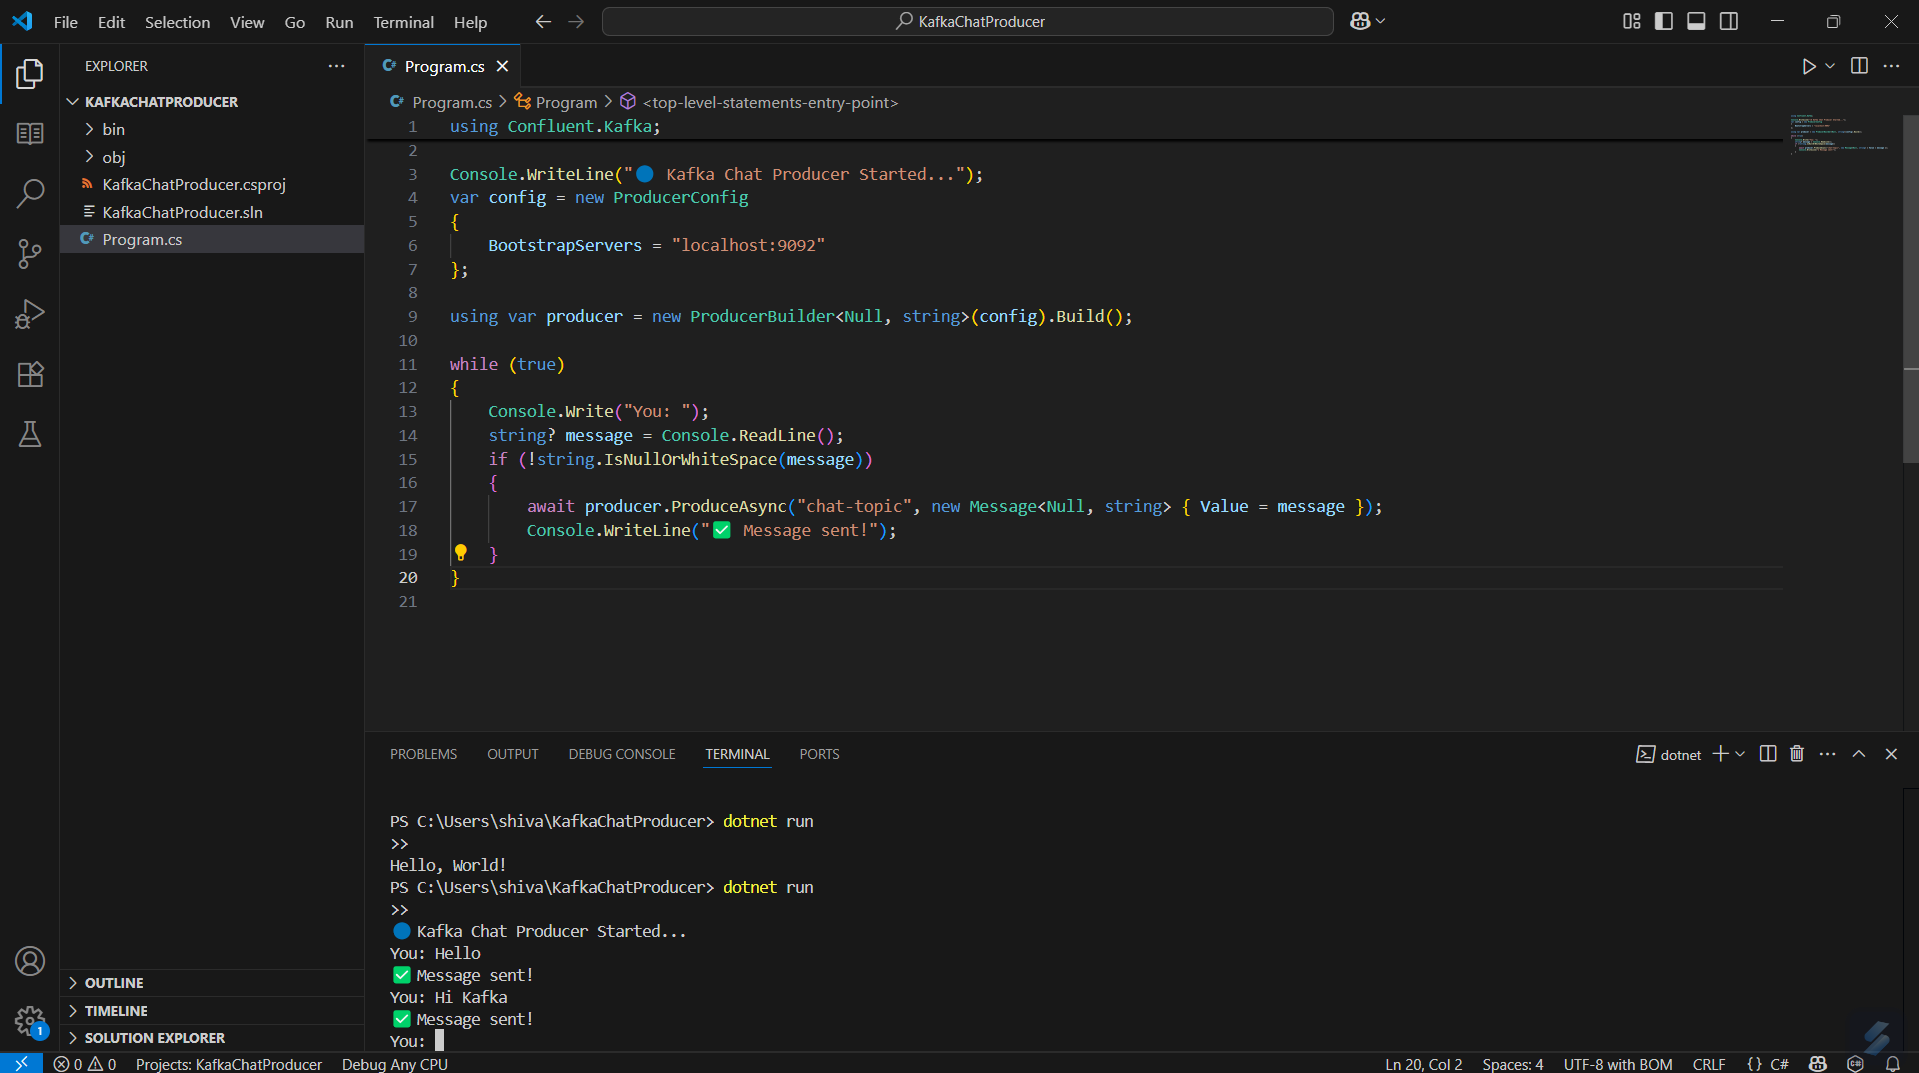 File Edit Selection View Go Run Terminal Help
KafkaChatProducer
EXPLORER
KAFKACHATPRODUCER
bin
obj
KafkaChatProducer.csproj
KafkaChatProducer.sln
C# Program.cs
OUTLINE
TIMELINE
SOLUTION EXPLORER
C# Program.cs
C# Program.cs > Program > <top-level-statements-entry-point>
1 using Confluent.Kafka;
2
3 Console.WriteLine("🔵 Kafka Chat Producer Started...");
4 var config = new ProducerConfig
5 {
6     BootstrapServers = "localhost:9092"
7 };
8
9 using var producer = new ProducerBuilder<Null, string>(config).Build();
10
11 while (true)
12 {
13     Console.Write("You: ");
14     string? message = Console.ReadLine();
15     if (!string.IsNullOrWhiteSpace(message))
16     {
17         await producer.ProduceAsync("chat-topic", new Message<Null, string> { Value = message });
18         Console.WriteLine("✅ Message sent!");
19     }
20 }
21
PROBLEMS OUTPUT DEBUG CONSOLE TERMINAL PORTS
dotnet
PS C:\Users\shiva\KafkaChatProducer> dotnet run
>>
Hello, World!
PS C:\Users\shiva\KafkaChatProducer> dotnet run
>>
🔵 Kafka Chat Producer Started...
You: Hello
✅ Message sent!
You: Hi Kafka
✅ Message sent!
You:
1
0 0 Projects: KafkaChatProducer Debug Any CPU
Ln 20, Col 2 Spaces: 4 UTF-8 with BOM CRLF {} C#